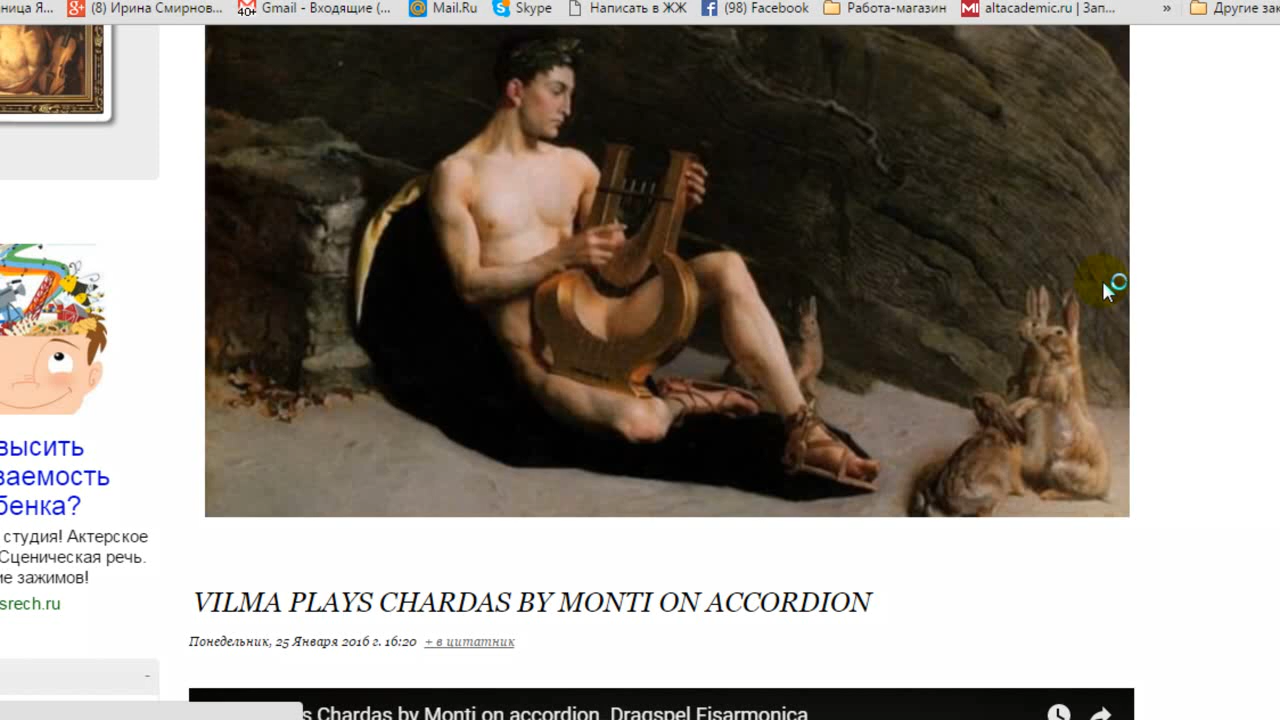 ница Я...
(8) Ирина Смирнов...
40+
Gmail - Входящие (...
Mail.Ru
Skype
Написать в ЖЖ
(98) Facebook
Работа-магазин
altacademic.ru | Зап...
»
Другие зак
высить
ваемость
бенка?
студия! Актерское
Сценическая речь.
ие зажимов!
srech.ru
VILMA PLAYS CHARDAS BY MONTI ON ACCORDION
Понедельник, 25 Января 2016 г. 16:20 + в цитатник
s Chardas by Monti on accordion Dragspel Fisarmonica